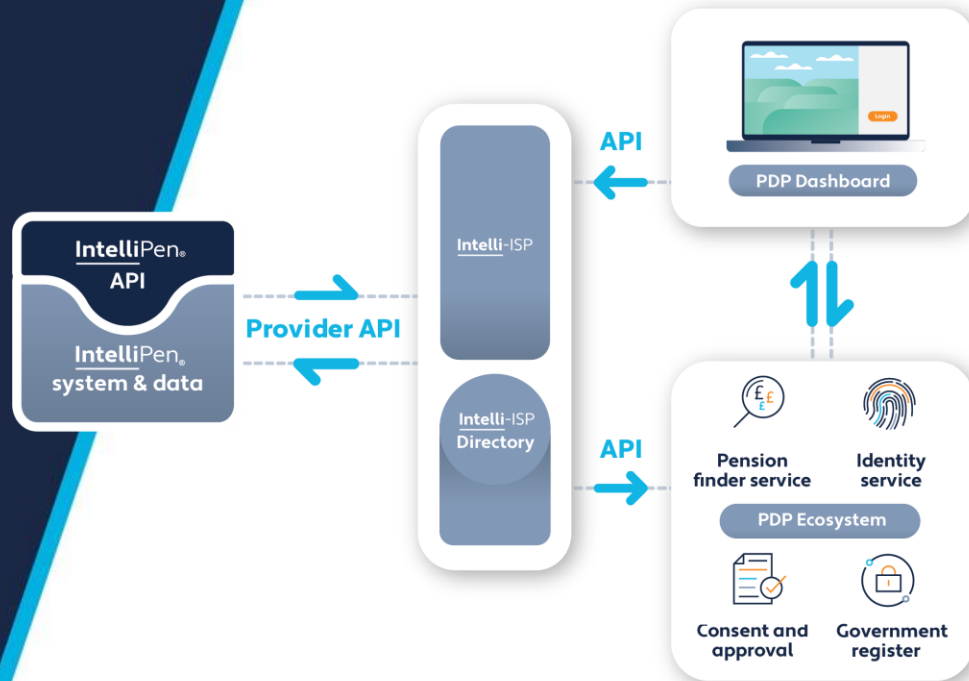 IntelliPen®
API
IntelliPen®
system & data
Provider API
Intelli-ISP
Intelli-ISP
Directory
API
API
Login
PDP Dashboard
£ £
£
Pension
finder service
Identity
service
PDP Ecosystem
Consent and
approval
Government
register